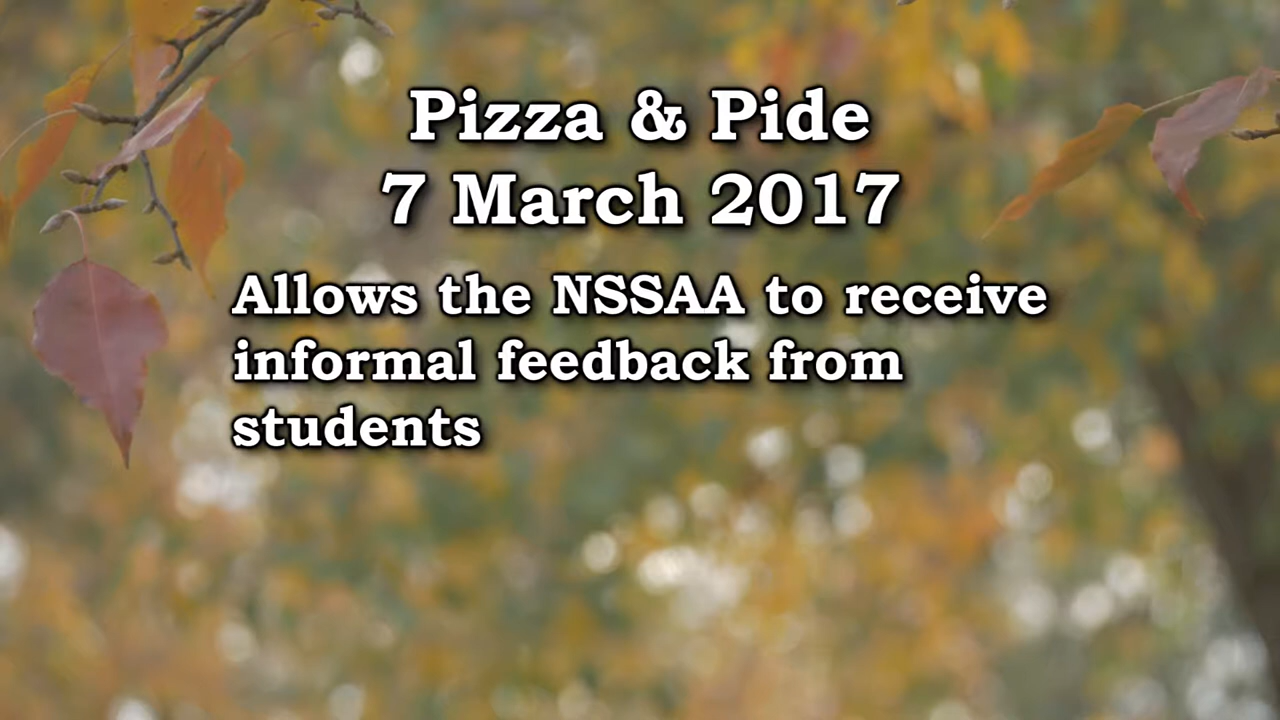 Pizza & Pide
7 March 2017
Allows the NSSAA to receive
informal feedback from
students